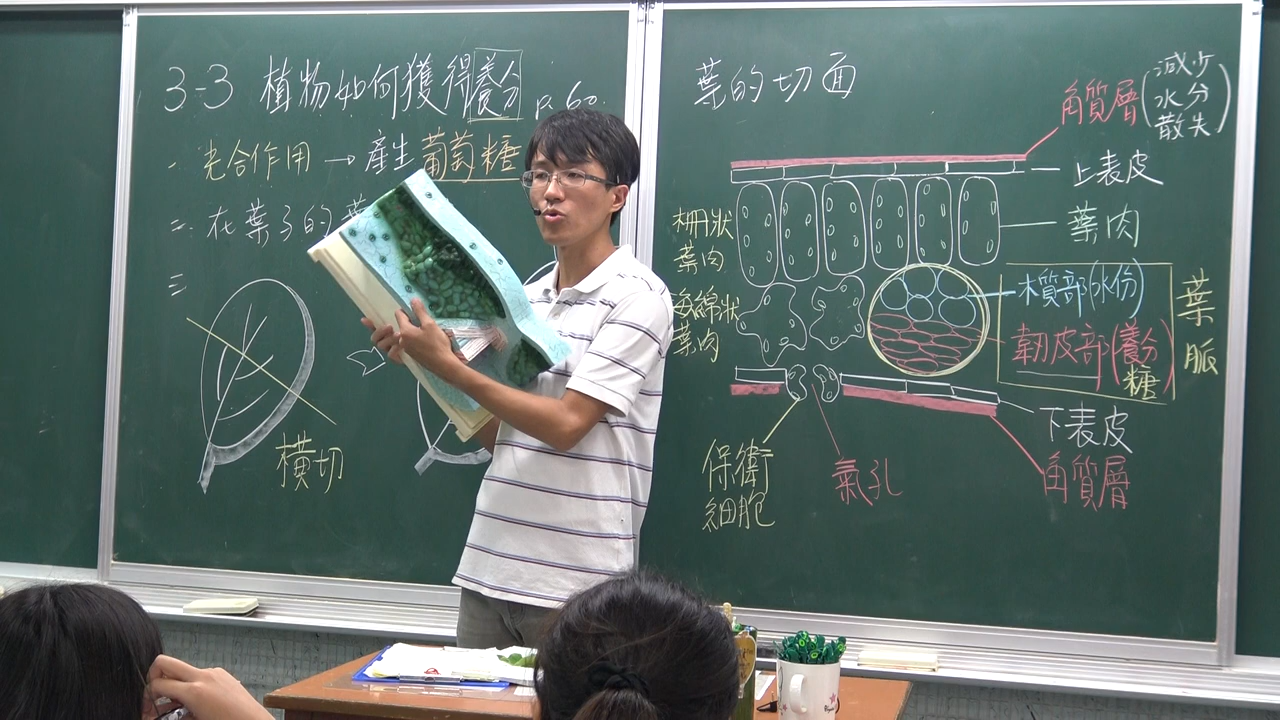 3-3 植物如何獲得養分 p.60
一、光合作用 → 產生葡萄糖
二、在葉子的葉
三
橫切
葉的切面
角質層(減少
水分
散失)
上表皮
柵狀
葉肉
葉肉
海綿狀
葉肉
木質部(水份)
韌皮部(養分
糖)
葉
脈
下表皮
角質層
保衛
細胞
氣孔